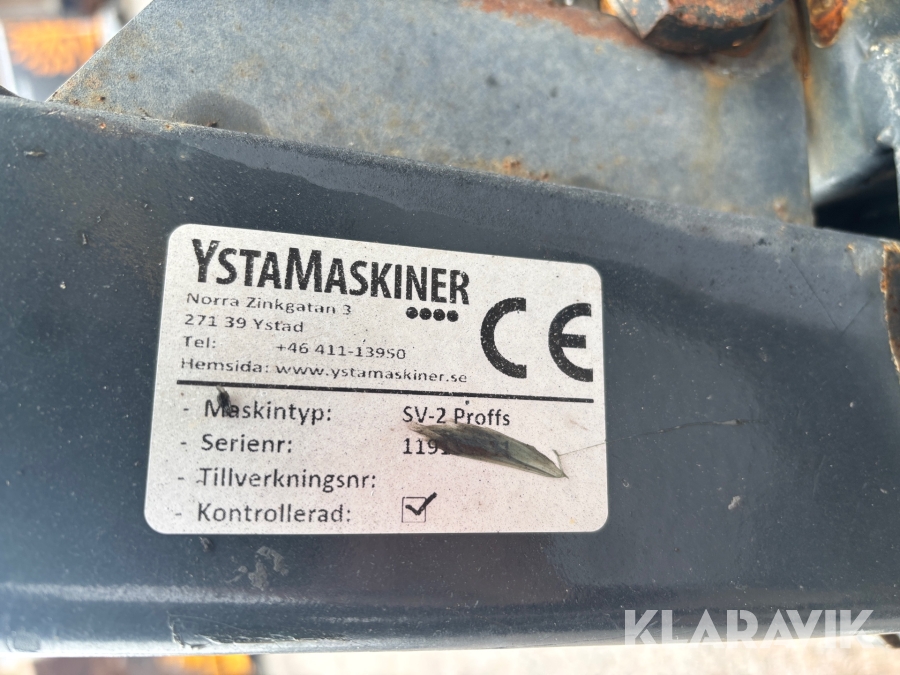 YSTAMASKINER
Norra Zinkgatan 3
271 39 Ystad
Tel: +46 411-13950
Hemsida: www.ystamaskiner.se
CE
- Maskintyp: SV-2 Proffs
- Serienr:
- Tillverkningsnr:
- Kontrollerad:
KLARAVIK